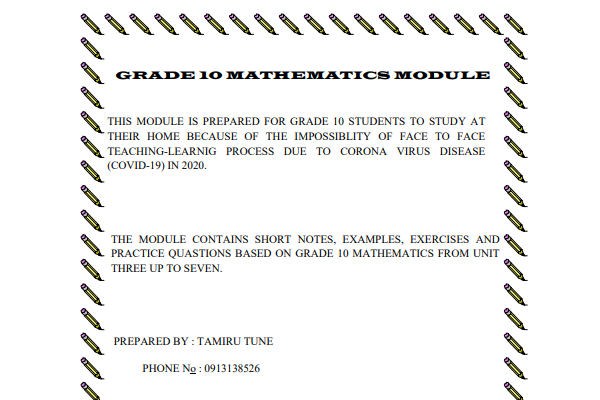 GRADE 10 MATHEMATICS MODULE
THIS MODULE IS PREPARED FOR GRADE 10 STUDENTS TO STUDY AT
THEIR HOME BECAUSE OF THE IMPOSSIBLITY OF FACE TO FACE
TEACHING-LEARNIG PROCESS DUE TO CORONA VIRUS DISEASE
(COVID-19) IN 2020.
THE MODULE CONTAINS SHORT NOTES, EXAMPLES, EXERCISES AND
PRACTICE QUASTIONS BASED ON GRADE 10 MATHEMATICS FROM UNIT
THREE UP TO SEVEN.
PREPARED BY : TAMIRU TUNE
PHONE No : 0913138526